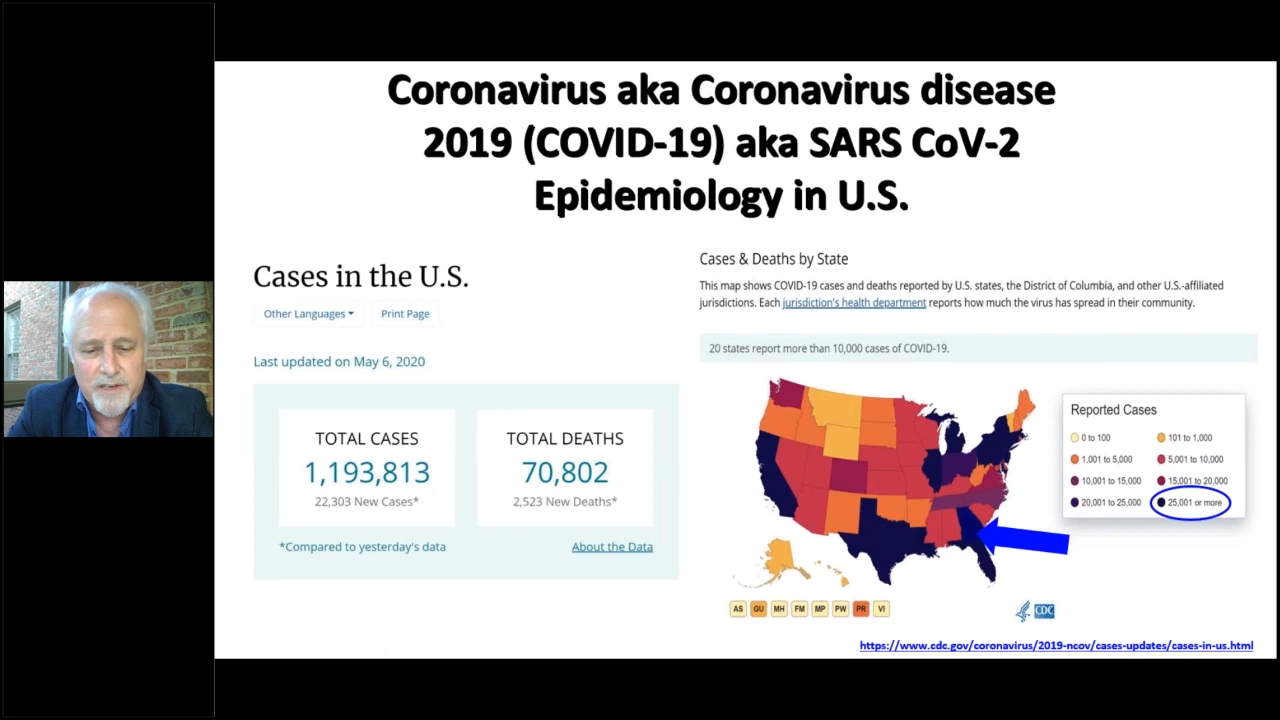 Coronavirus aka Coronavirus disease
2019 (COVID-19) aka SARS CoV-2
Epidemiology in U.S.
Cases in the U.S.
Other Languages
Print Page
Last updated on May 6, 2020
TOTAL CASES
1,193,813
22,303 New Cases*
TOTAL DEATHS
70,802
2,523 New Deaths*
*Compared to yesterday's data
About the Data
Cases & Deaths by State
This map shows COVID-19 cases and deaths reported by U.S. states, the District of Columbia, and other U.S.-affiliated
jurisdictions. Each jurisdiction's health department reports how much the virus has spread in their community.
20 states report more than 10,000 cases of COVID-19.
Reported Cases
0 to 100
101 to 1,000
1,001 to 5,000
5,001 to 10,000
10,001 to 15,000
15,001 to 20,000
20,001 to 25,000
25,001 or more
AS GU MH FM MP PW PR VI
CDC
https://www.cdc.gov/coronavirus/2019-ncov/cases-updates/cases-in-us.html